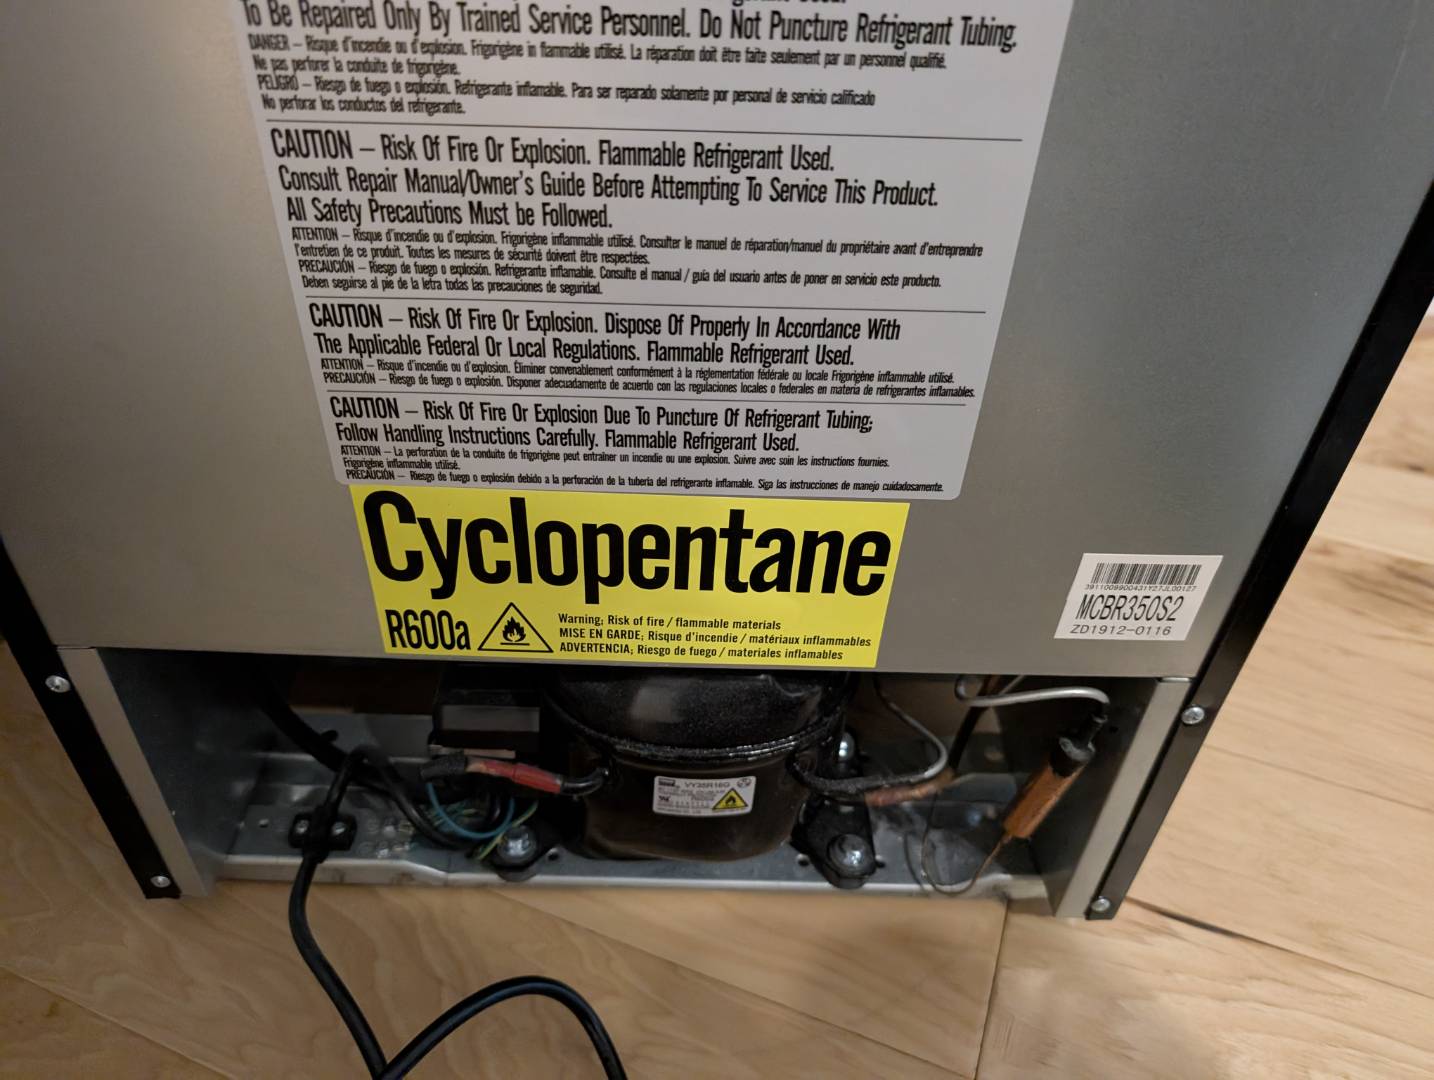 To Be Repaired Only By Trained Service Personnel. Do Not Puncture Refrigerant Tubing.
DANGER – Risque d'incendie ou d'explosion. Frigorigène in flammable utilisé. La réparation doit être faite seulement par un personnel qualifié.
Ne pas perforer la conduite de frigorigène.
PELIGRO – Riesgo de fuego o explosión. Refrigerante inflamable. Para ser reparado solamente por personal de servicio calificado
No perforar los conductos del refrigerante.
CAUTION – Risk Of Fire Or Explosion. Flammable Refrigerant Used.
Consult Repair Manual/Owner's Guide Before Attempting To Service This Product.
All Safety Precautions Must be Followed.
ATTENTION – Risque d'incendie ou d'explosion. Frigorigène inflammable utilisé. Consulter le manuel de réparation/manuel du propriétaire avant d'entreprendre
l'entretien de ce produit. Toutes les mesures de sécurité doivent être respectées.
PRECAUCIÓN – Riesgo de fuego o explosión. Refrigerante inflamable. Consulte el manual / guia del usuario antes de poner en servicio este producto.
Deben seguirse al pie de la letra todas las precauciones de seguridad.
CAUTION – Risk Of Fire Or Explosion. Dispose Of Properly In Accordance With
The Applicable Federal Or Local Regulations. Flammable Refrigerant Used.
ATTENTION – Risque d'incendie ou d'explosion. Éliminer convenablement conformément à la réglementation fédérale ou locale Frigorigène inflammable utilisé.
PRECAUCIÓN – Riesgo de fuego o explosión. Disponer adecuadamente de acuerdo con las regulaciones locales o federales en materia de refrigerantes inflamables.
CAUTION – Risk Of Fire Or Explosion Due To Puncture Of Refrigerant Tubing;
Follow Handling Instructions Carefully. Flammable Refrigerant Used.
ATTENTION – La perforation de la conduite de frigorigène peut entraîner un incendie ou une explosion. Suivre avec soin les instructions fournies.
Frigorigène inflammable utilisé.
PRECAUCIÓN – Riesgo de fuego o explosión debido a la perforación de la tuberia del refrigerante inflamable. Siga las instrucciones de manejo cuidadosamente.
Cyclopentane
R600a
Warning; Risk of fire / flammable materials
MISE EN GARDE; Risque d'incendie / matériaux inflammables
ADVERTENCIA; Riesgo de fuego / materiales inflamables
MCBR350S2
ZD1912-0116
VY35R16G